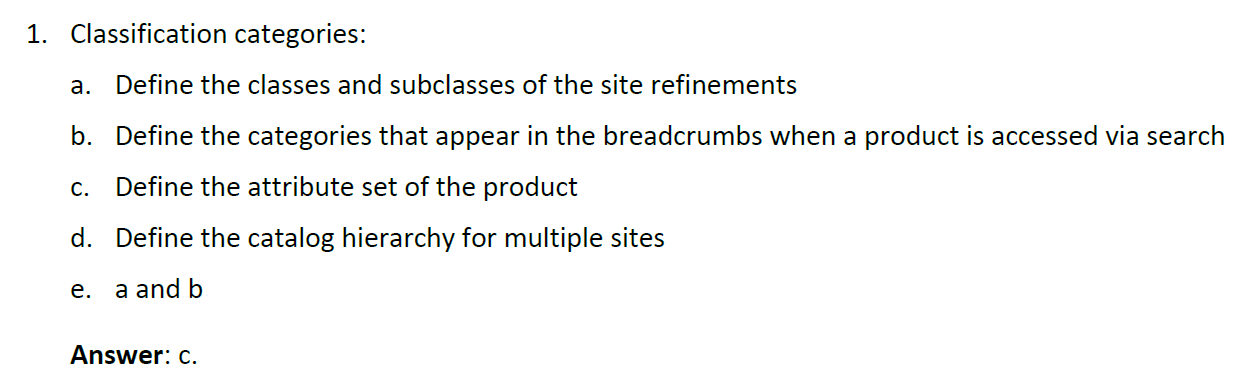 1. Classification categories:
a. Define the classes and subclasses of the site refinements
b. Define the categories that appear in the breadcrumbs when a product is accessed via search
c. Define the attribute set of the product
d. Define the catalog hierarchy for multiple sites
e. a and b
Answer: c.